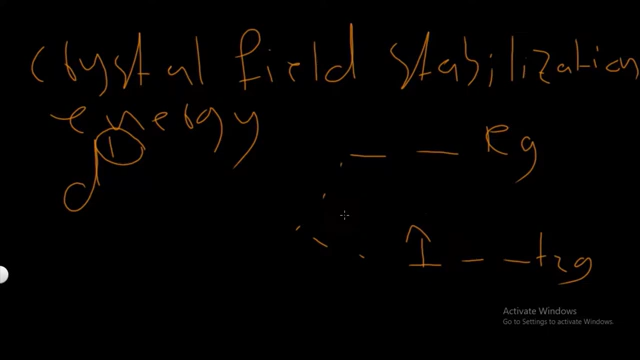 Crystal field stabilization
energy
d1
eg
t2g
Activate Windows
Go to Settings to activate Windows.